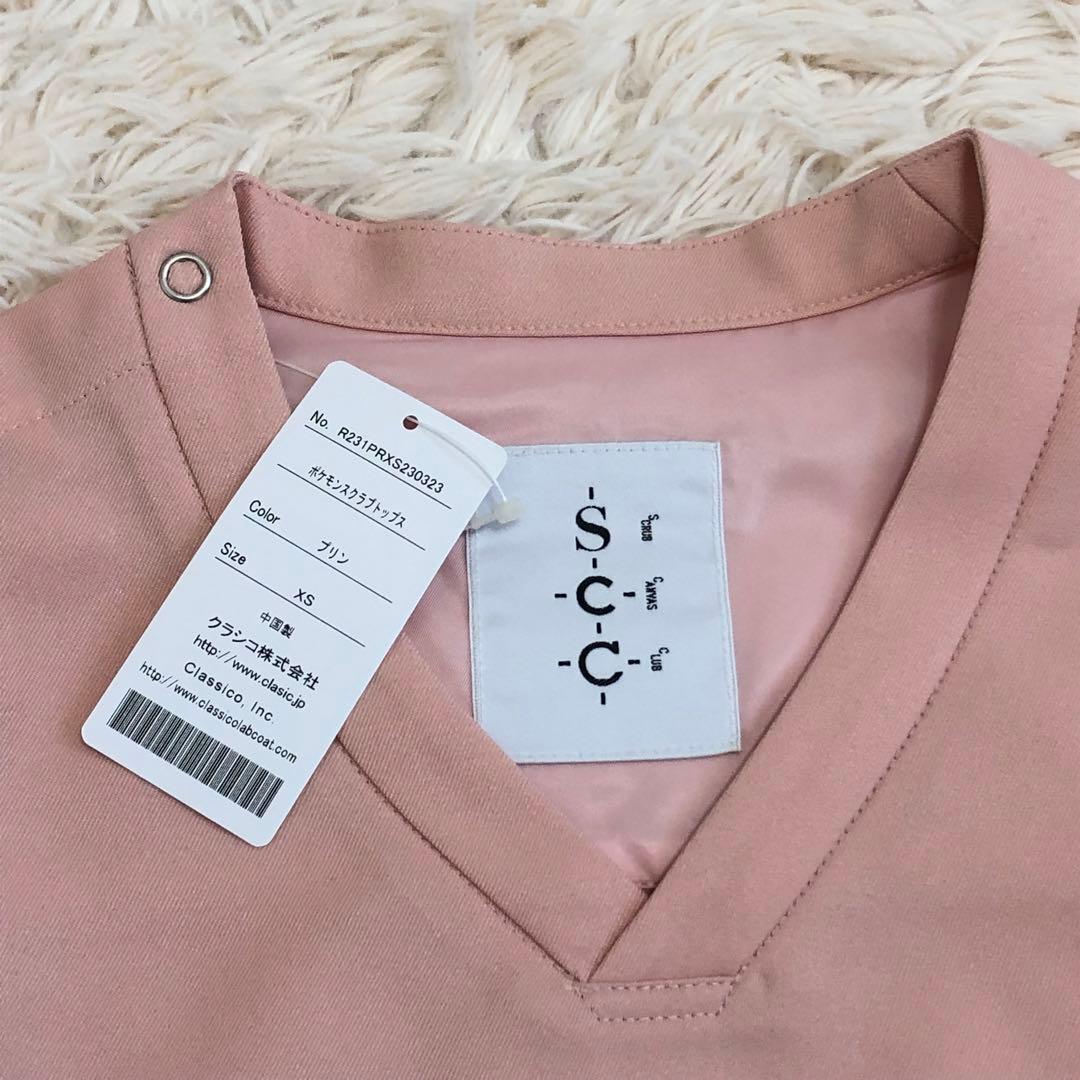 No. R231PRXS230323
ポケモンスクラブトップス
Color プリン
Size XS
中国製
クラシコ株式会社
http://www.clasic.jp
Classico, Inc.
http://www.classicolabcoat.com
S SCRUB
C CANVAS
C CLUB